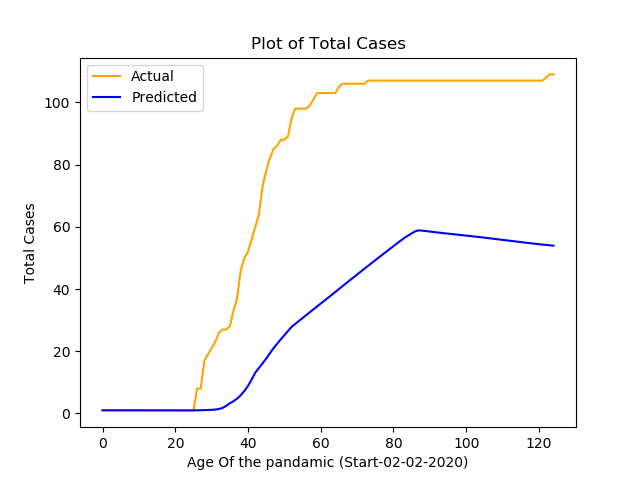 Plot of Total Cases
Actual
Predicted
100
80
60
40
20
0
Total Cases
0 20 40 60 80 100 120
Age Of the pandamic (Start-02-02-2020)